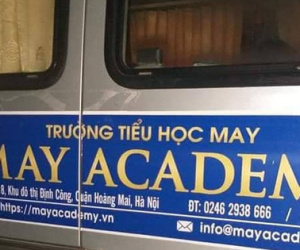 TRƯỜNG TIỂU HỌC MAY
MAY ACADEM
8, Khu đô thị Định Công, Quận Hoàng Mai, Hà Nội
ĐT: 0246 2938 666 /
https://mayacademy.vn
info@mayacade